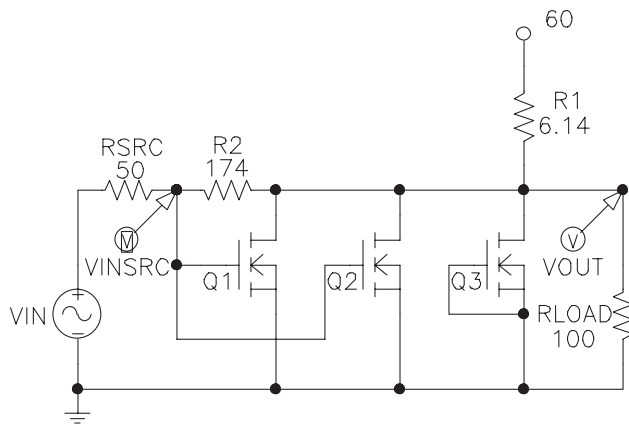 60
R1
6.14
RSRC
50
R2
174
VINSRC
Q1
Q2
Q3
V
VOUT
VIN
+
−
RLOAD
100